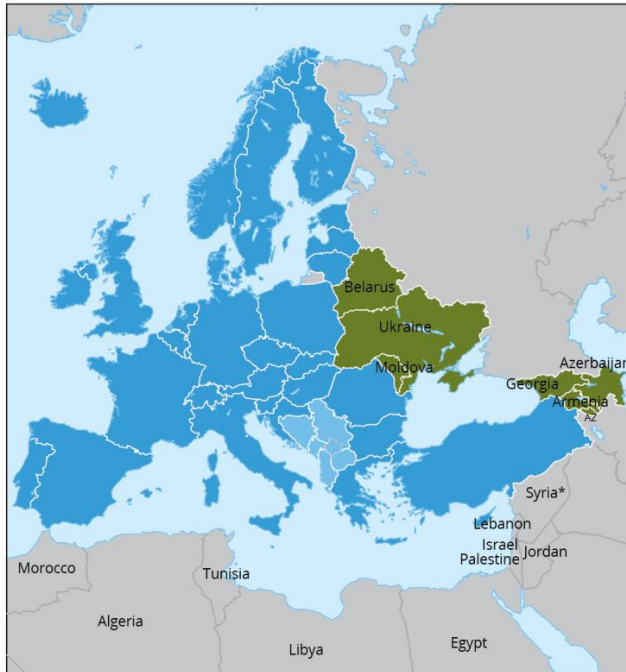 Belarus
Ukraine
Moldova
Azerbaijan
Georgia
Armenia
AZ
Syria*
Lebanon
Israel
Palestine
Jordan
Morocco
Tunisia
Algeria
Libya
Egypt